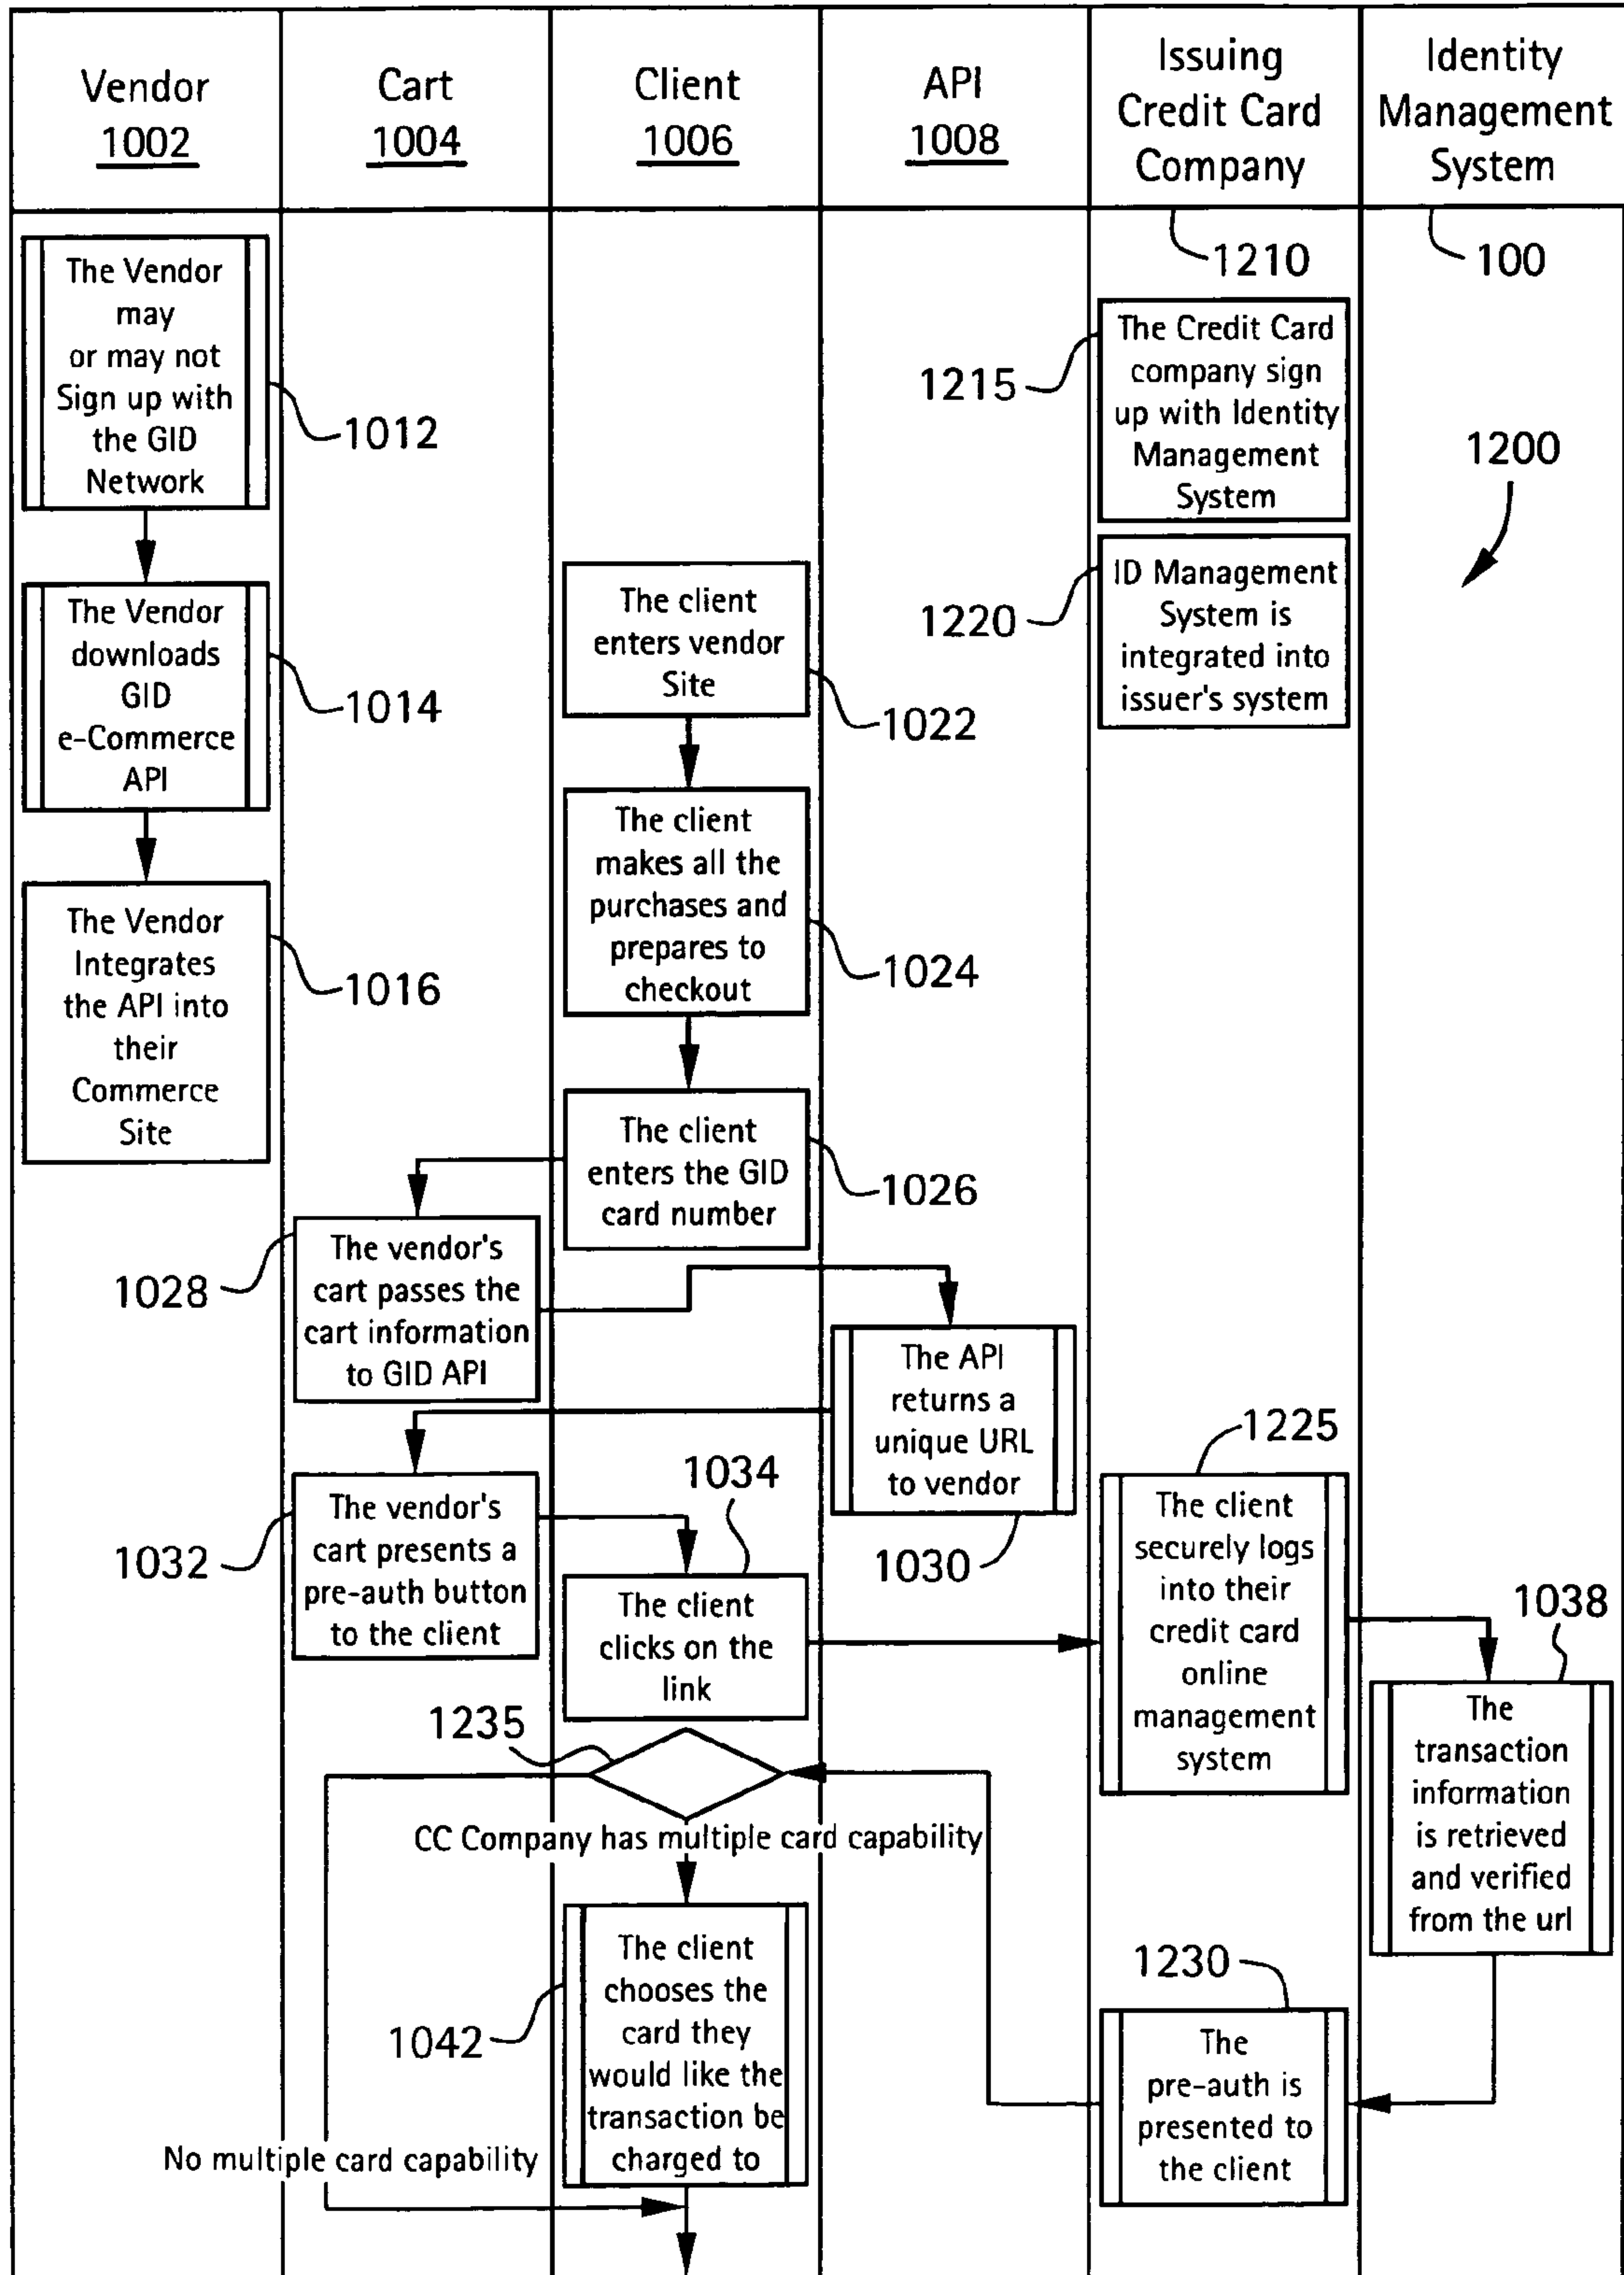 Vendor
1002
Cart
1004
Client
1006
API
1008
Issuing
Credit Card
Company
Identity
Management
System
1210
100
The Vendor
may
or may not
Sign up with
the GID
Network
1012
The Credit Card
company sign
up with Identity
Management
System
1215
1200
The Vendor
downloads
GID
e-Commerce
API
1014
The client
enters vendor
Site
1022
ID Management
System is
integrated into
issuer's system
1220
The Vendor
Integrates
the API into
their
Commerce
Site
1016
The client
makes all the
purchases and
prepares to
checkout
1024
The client
enters the GID
card number
1026
The vendor's
cart passes the
cart information
to GID API
1028
The API
returns a
unique URL
to vendor
1030
The vendor's
cart presents a
pre-auth button
to the client
1032
1034
The client
clicks on the
link
1225
The client
securely logs
into their
credit card
online
management
system
1038
The
transaction
information
is retrieved
and verified
from the url
1235
CC Company has multiple card capability
1230
The
pre-auth is
presented to
the client
The client
chooses the
card they
would like the
transaction be
charged to
1042
No multiple card capability